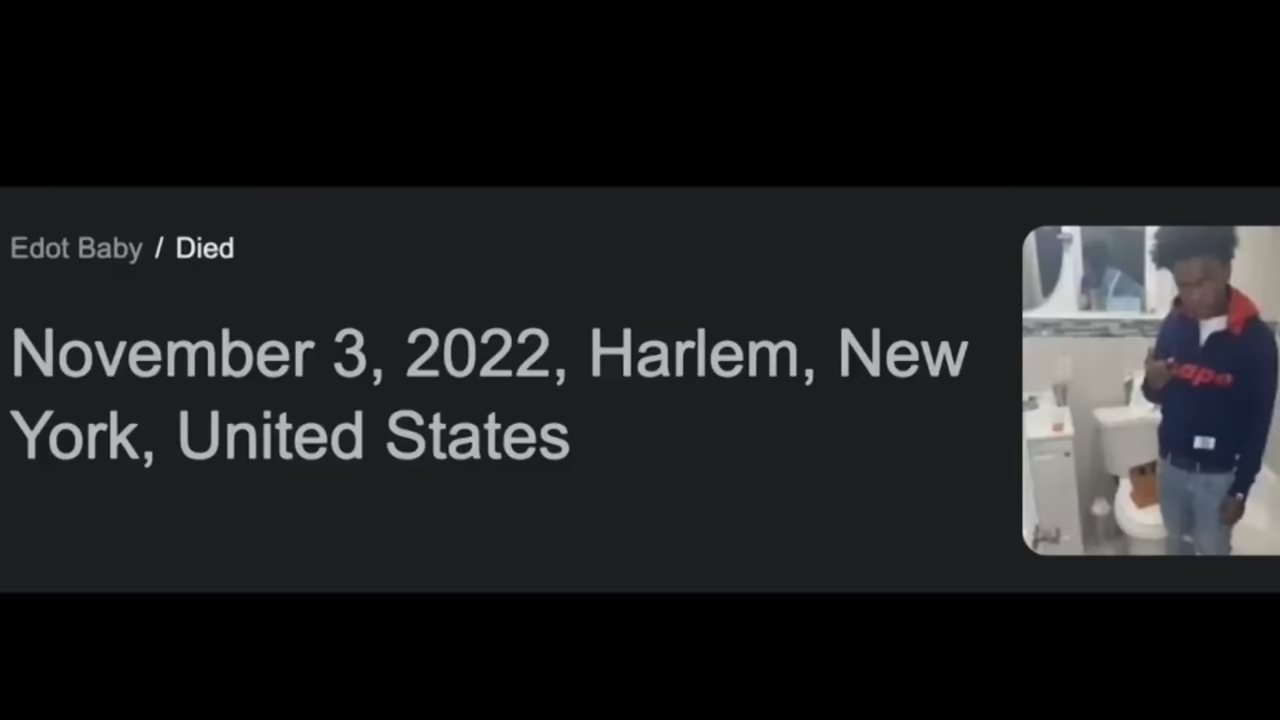 Edot Baby / Died
November 3, 2022, Harlem, New
York, United States